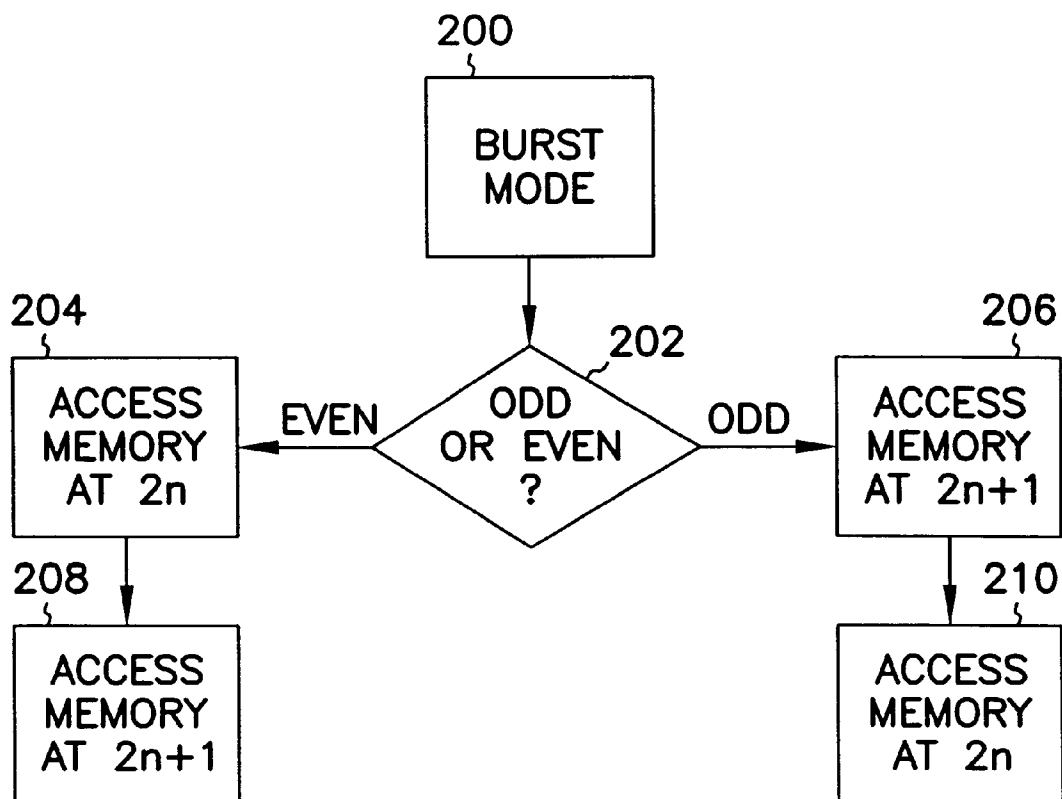 200
BURST
MODE
202
ODD
OR EVEN
?
EVEN
ODD
204
ACCESS
MEMORY
AT 2n
206
ACCESS
MEMORY
AT 2n+1
208
ACCESS
MEMORY
AT 2n+1
210
ACCESS
MEMORY
AT 2n